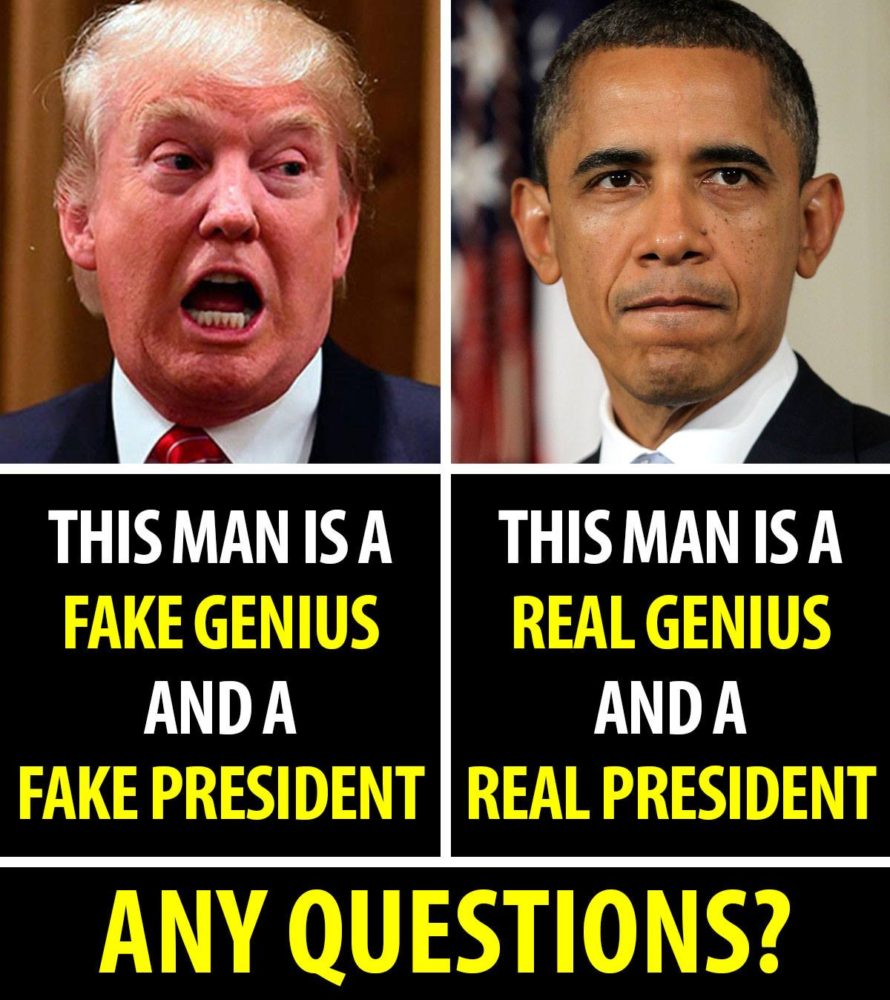 THIS MAN IS A
FAKE GENIUS
AND A
FAKE PRESIDENT
THIS MAN IS A
REAL GENIUS
AND A
REAL PRESIDENT
ANY QUESTIONS?